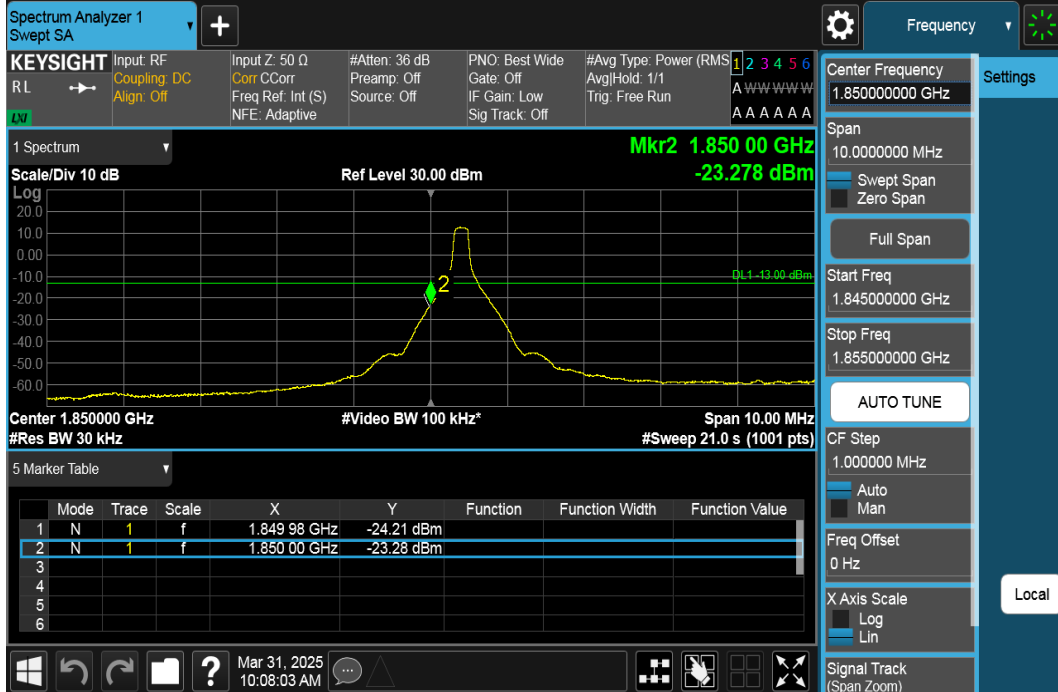 Spectrum Analyzer 1
Swept SA
Frequency
KEYSIGHT
RL
LXI
Input: RF
Coupling: DC
Align: Off
Input Z: 50 Ω
Corr CCorr
Freq Ref: Int (S)
NFE: Adaptive
#Atten: 36 dB
Preamp: Off
Source: Off
PNO: Best Wide
Gate: Off
IF Gain: Low
Sig Track: Off
#Avg Type: Power (RMS
Avg|Hold: 1/1
Trig: Free Run
1 2 3 4 5 6
A W W W W W
A A A A A A
1 Spectrum
Mkr2 1.850 00 GHz
-23.278 dBm
Scale/Div 10 dB
Ref Level 30.00 dBm
Log
20.0
10.0
0.00
-10.0
-20.0
-30.0
-40.0
-50.0
-60.0
DL1 -13.00 dBm
2
Center 1.850000 GHz
#Video BW 100 kHz*
Span 10.00 MHz
#Res BW 30 kHz
#Sweep 21.0 s (1001 pts)
5 Marker Table
Mode Trace Scale X Y Function Function Width Function Value
1 N 1 f 1.849 98 GHz -24.21 dBm
2 N 1 f 1.850 00 GHz -23.28 dBm
3
4
5
6
?
Mar 31, 2025
10:08:03 AM
Center Frequency
1.850000000 GHz
Span
10.0000000 MHz
Swept Span
Zero Span
Full Span
Start Freq
1.845000000 GHz
Stop Freq
1.855000000 GHz
AUTO TUNE
CF Step
1.000000 MHz
Auto
Man
Freq Offset
0 Hz
X Axis Scale
Log
Lin
Signal Track
(Span Zoom)
Settings
Local